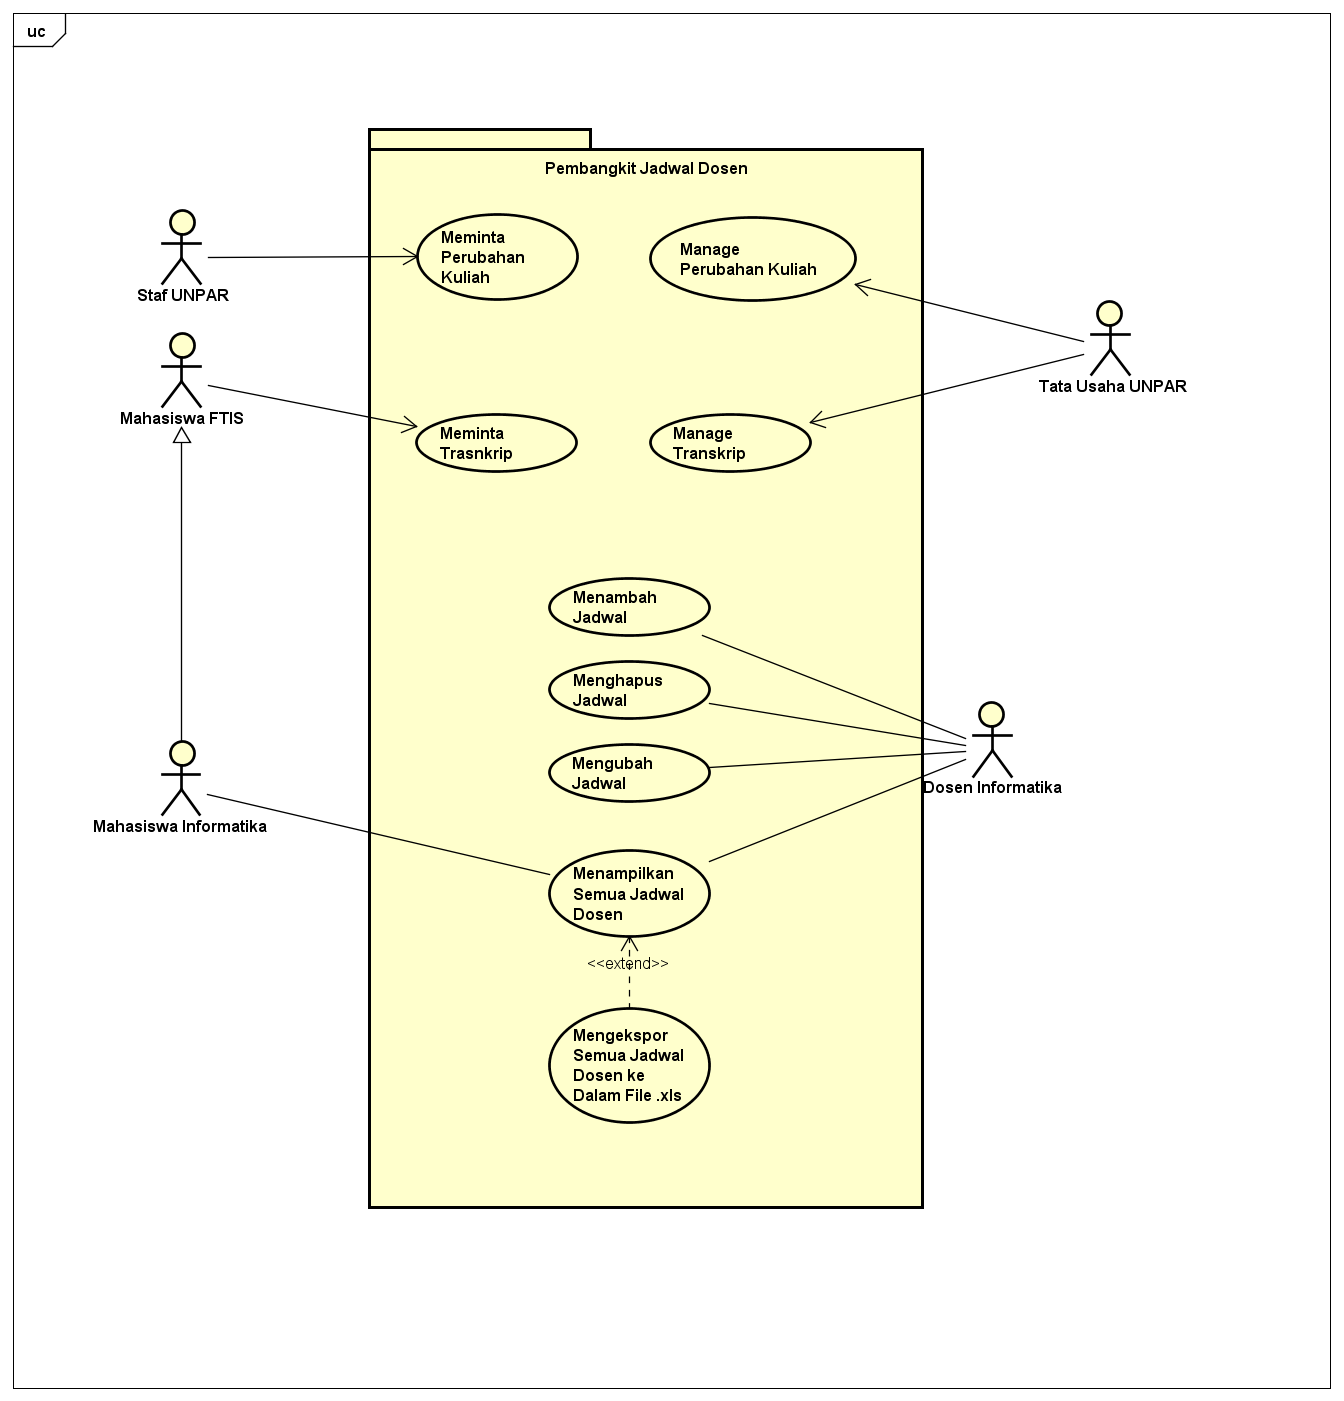 uc
Pembangkit Jadwal Dosen
Staf UNPAR
Meminta
Perubahan
Kuliah
Manage
Perubahan Kuliah
Tata Usaha UNPAR
Mahasiswa FTIS
Meminta
Trasnkrip
Manage
Transkrip
Menambah
Jadwal
Menghapus
Jadwal
Mengubah
Jadwal
Dosen Informatika
Mahasiswa Informatika
Menampilkan
Semua Jadwal
Dosen
<<extend>>
Mengekspor
Semua Jadwal
Dosen ke
Dalam File .xls